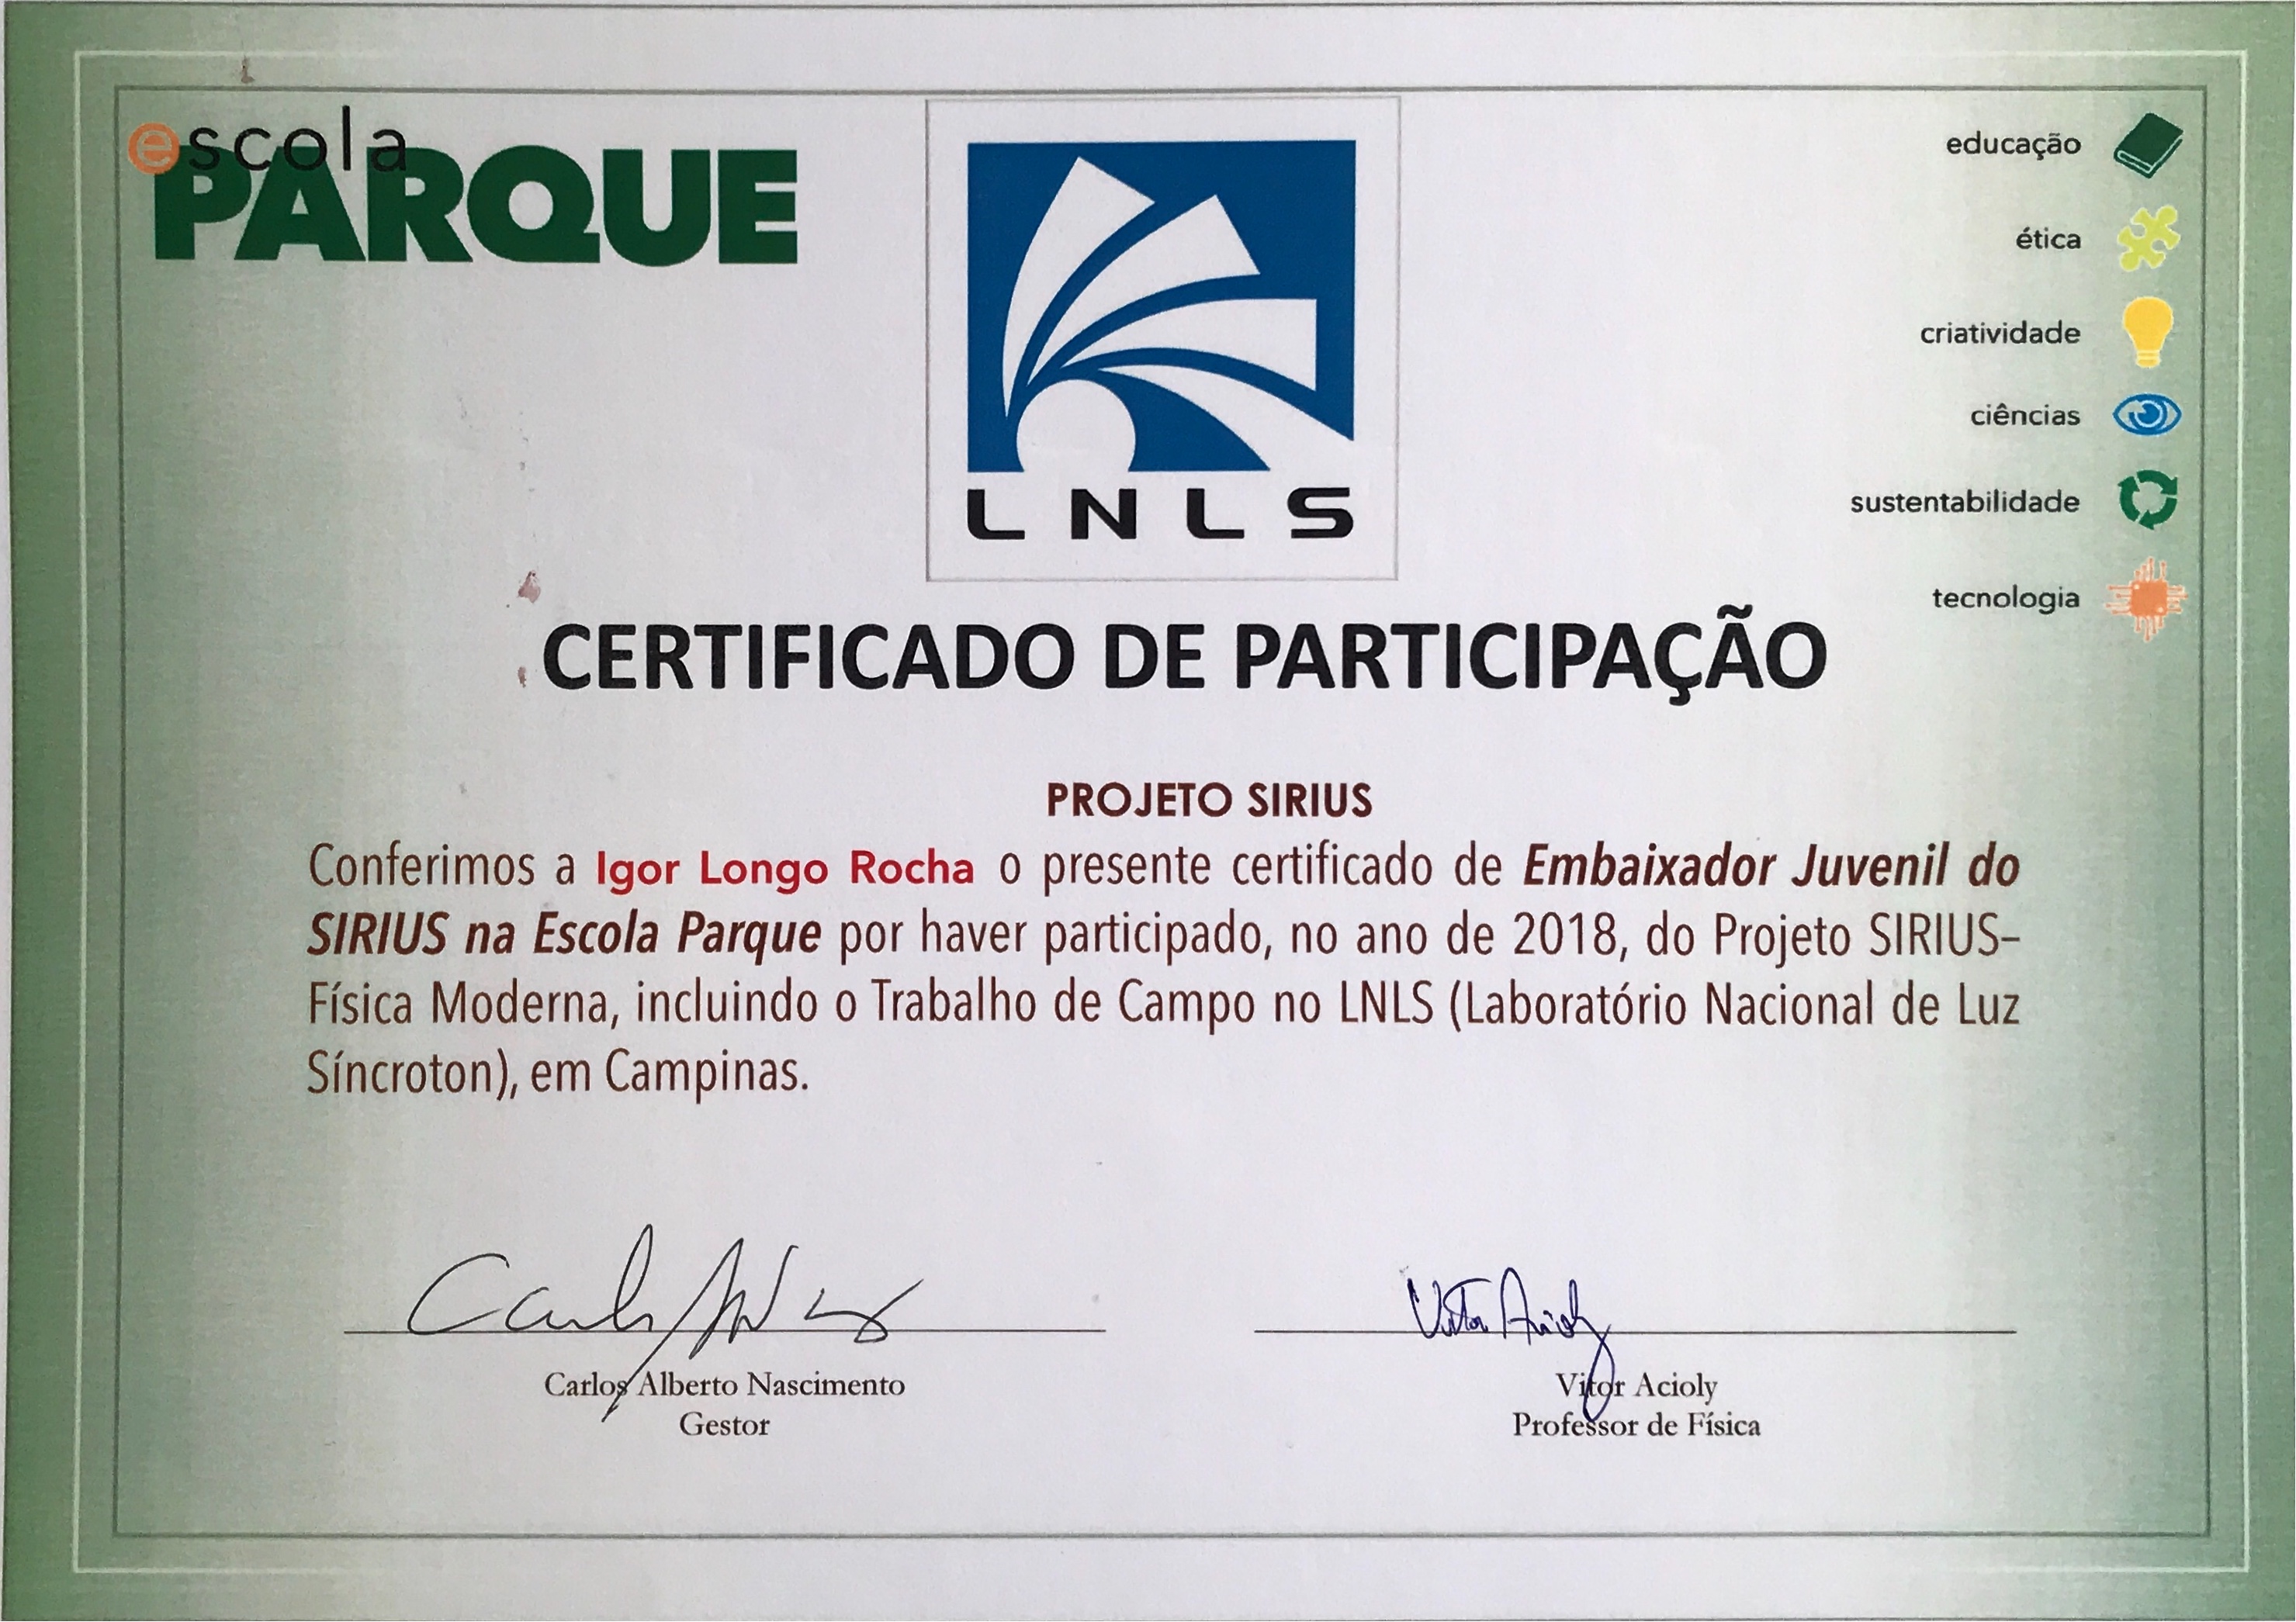 escola
PARQUE
LNLS
educação
ética
criatividade
ciências
sustentabilidade
tecnologia
CERTIFICADO DE PARTICIPAÇÃO
PROJETO SIRIUS
Conferimos a Igor Longo Rocha o presente certificado de Embaixador Juvenil do
SIRIUS na Escola Parque por haver participado, no ano de 2018, do Projeto SIRIUS–
Física Moderna, incluindo o Trabalho de Campo no LNLS (Laboratório Nacional de Luz
Síncroton), em Campinas.
Vitor Acioly
Carlos Alberto Nascimento
Gestor
Vitor Acioly
Professor de Física